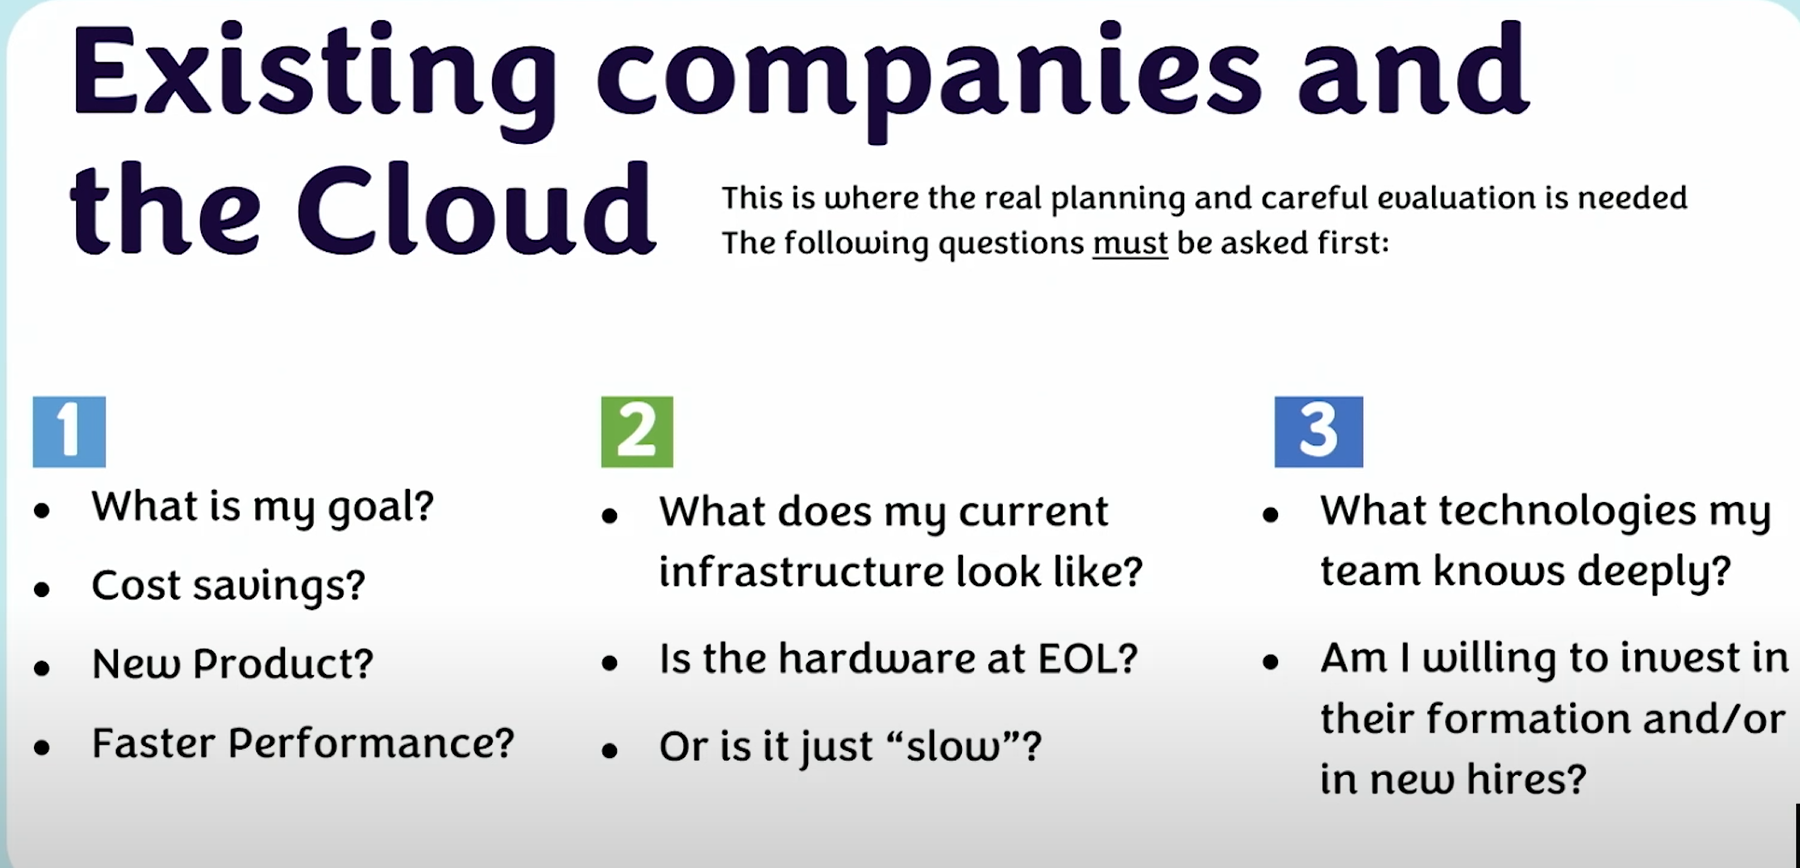 Existing companies and
the Cloud
This is where the real planning and careful evaluation is needed
The following questions must be asked first:
1
• What is my goal?
• Cost savings?
• New Product?
• Faster Performance?
2
• What does my current
infrastructure look like?
• Is the hardware at EOL?
• Or is it just “slow”?
3
• What technologies my
team knows deeply?
• Am I willing to invest in
their formation and/or
in new hires?